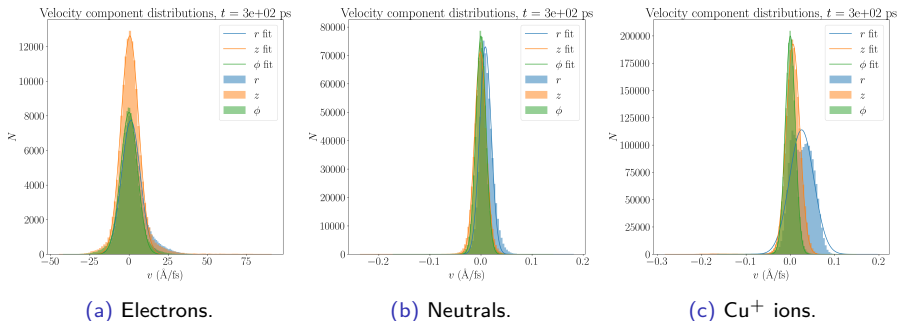 Velocity component distributions, t = 3e+02 ps
r fit
z fit
ϕ fit
r
z
ϕ
N
12000
10000
8000
6000
4000
2000
0
−50
−25
0
25
50
75
v (Å/fs)
(a) Electrons.
Velocity component distributions, t = 3e+02 ps
r fit
z fit
ϕ fit
r
z
ϕ
N
80000
70000
60000
50000
40000
30000
20000
10000
0
−0.2
−0.1
0.0
0.1
0.2
v (Å/fs)
(b) Neutrals.
Velocity component distributions, t = 3e+02 ps
r fit
z fit
ϕ fit
r
z
ϕ
N
200000
175000
150000
125000
100000
75000
50000
25000
0
−0.3
−0.2
−0.1
0.0
0.1
0.2
v (Å/fs)
(c) Cu⁺ ions.